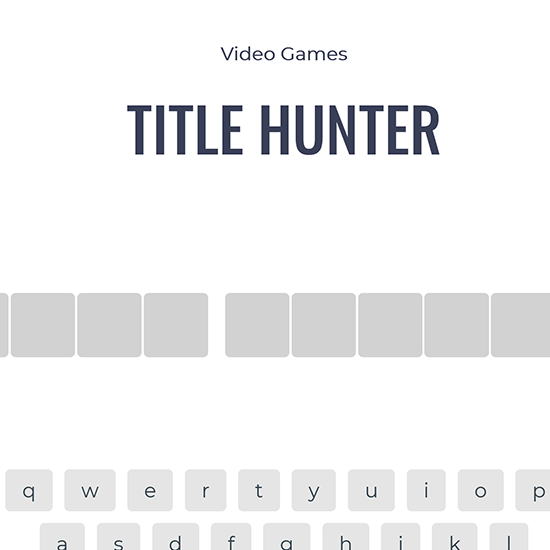 Video Games
TITLE HUNTER
q w e r t y u i o p
a s d f g h j k l